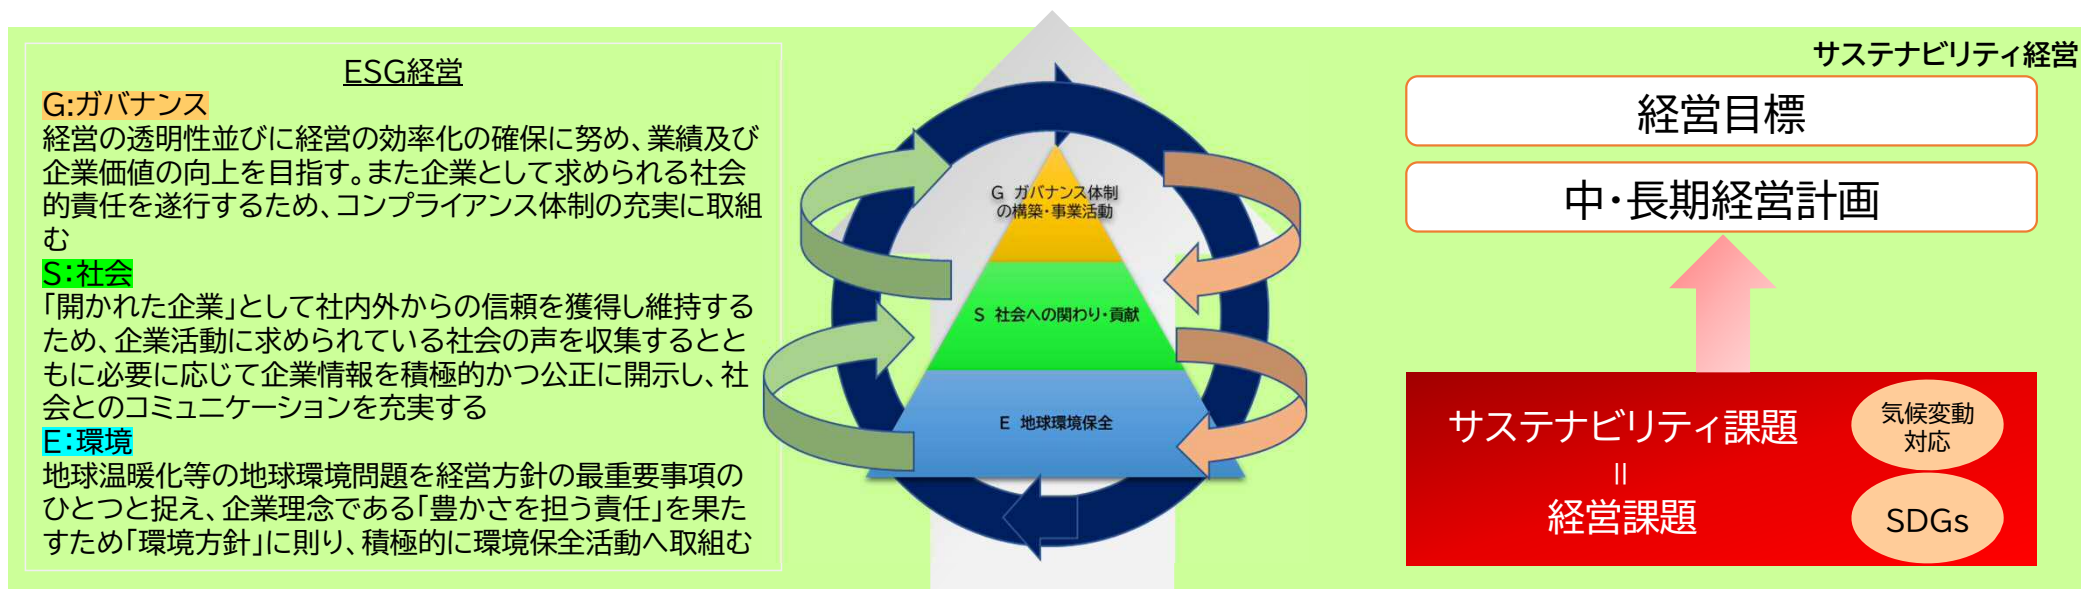 ESG経営
G:ガバナンス
経営の透明性並びに経営の効率化の確保に努め、業績及び
企業価値の向上を目指す。また企業として求められる社会
的責任を遂行するため、コンプライアンス体制の充実に取組
む
S:社会
「開かれた企業」として社内外からの信頼を獲得し維持する
ため、企業活動に求められている社会の声を収集するとと
もに必要に応じて企業情報を積極的かつ公正に開示し、社
会とのコミュニケーションを充実する
E:環境
地球温暖化等の地球環境問題を経営方針の最重要事項の
ひとつと捉え、企業理念である「豊かさを担う責任」を果た
すため「環境方針」に則り、積極的に環境保全活動へ取組む
G ガバナンス体制
の構築・事業活動
S 社会への関わり・貢献
E 地球環境保全
サステナビリティ経営
経営目標
中・長期経営計画
サステナビリティ課題
=
経営課題
気候変動
対応
SDGs